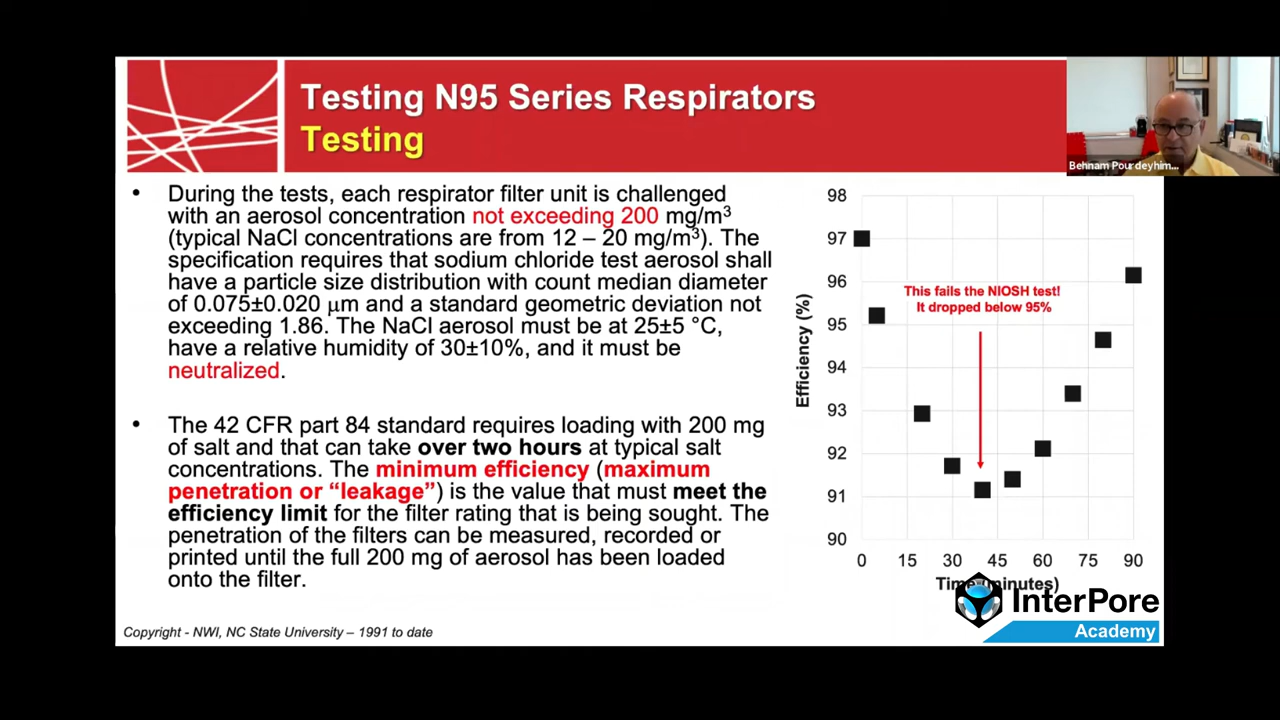 Testing N95 Series Respirators
Testing
Behnam Pourdeyhim...
• During the tests, each respirator filter unit is challenged
with an aerosol concentration not exceeding 200 mg/m³
(typical NaCl concentrations are from 12 – 20 mg/m³). The
specification requires that sodium chloride test aerosol shall
have a particle size distribution with count median diameter
of 0.075±0.020 μm and a standard geometric deviation not
exceeding 1.86. The NaCl aerosol must be at 25±5 °C,
have a relative humidity of 30±10%, and it must be
neutralized.
• The 42 CFR part 84 standard requires loading with 200 mg
of salt and that can take over two hours at typical salt
concentrations. The minimum efficiency (maximum
penetration or “leakage”) is the value that must meet the
efficiency limit for the filter rating that is being sought. The
penetration of the filters can be measured, recorded or
printed until the full 200 mg of aerosol has been loaded
onto the filter.
98
97
96
95
94
93
92
91
90
Efficiency (%)
This fails the NIOSH test!
It dropped below 95%
0 15 30 45 60 75 90
Time (minutes)
InterPore
Academy
Copyright - NWI, NC State University – 1991 to date